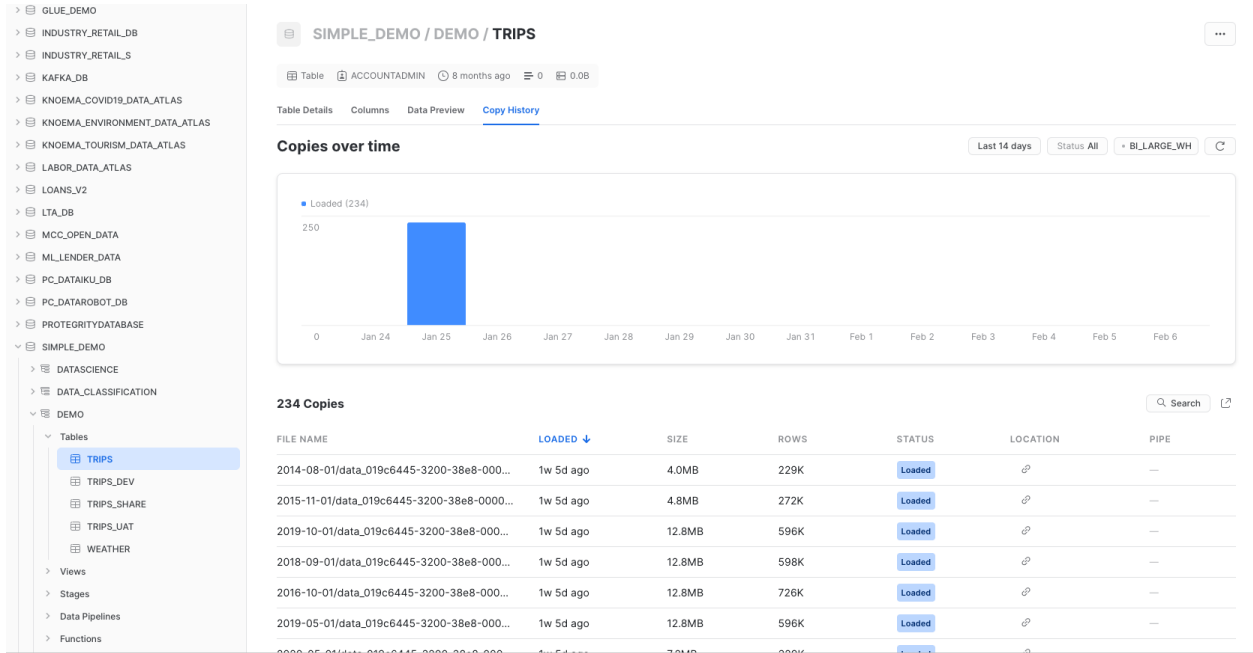 GLUE_DEMO
INDUSTRY_RETAIL_DB
INDUSTRY_RETAIL_S
KAFKA_DB
KNOEMA_COVID19_DATA_ATLAS
KNOEMA_ENVIRONMENT_DATA_ATLAS
KNOEMA_TOURISM_DATA_ATLAS
LABOR_DATA_ATLAS
LOANS_V2
LTA_DB
MCC_OPEN_DATA
ML_LENDER_DATA
PC_DATAIKU_DB
PC_DATAROBOT_DB
PROTEGRITYDATABASE
SIMPLE_DEMO
DATASCIENCE
DATA_CLASSIFICATION
DEMO
Tables
TRIPS
TRIPS_DEV
TRIPS_SHARE
TRIPS_UAT
WEATHER
Views
Stages
Data Pipelines
Functions
SIMPLE_DEMO / DEMO / TRIPS
Table ACCOUNTADMIN 8 months ago 0 0.0B
Table Details Columns Data Preview Copy History
Copies over time Last 14 days Status All BI_LARGE_WH
Loaded (234)
250
0 Jan 24 Jan 25 Jan 26 Jan 27 Jan 28 Jan 29 Jan 30 Jan 31 Feb 1 Feb 2 Feb 3 Feb 4 Feb 5 Feb 6
234 Copies Search
FILE NAME LOADED SIZE ROWS STATUS LOCATION PIPE
2014-08-01/data_019c6445-3200-38e8-000... 1w 5d ago 4.0MB 229K Loaded —
2015-11-01/data_019c6445-3200-38e8-0000... 1w 5d ago 4.8MB 272K Loaded —
2019-10-01/data_019c6445-3200-38e8-000... 1w 5d ago 12.8MB 596K Loaded —
2018-09-01/data_019c6445-3200-38e8-000... 1w 5d ago 12.8MB 598K Loaded —
2016-10-01/data_019c6445-3200-38e8-000... 1w 5d ago 12.8MB 726K Loaded —
2019-05-01/data_019c6445-3200-38e8-000... 1w 5d ago 12.8MB 596K Loaded —